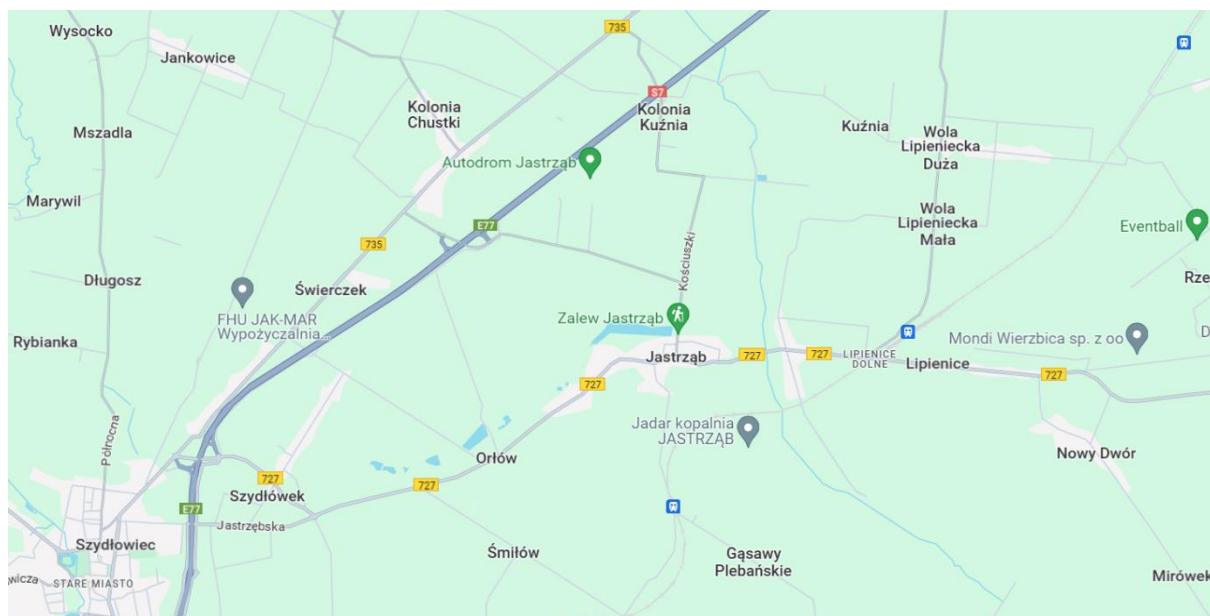 Wysocko
Jankowice
735
S7
Kolonia
Chustki
Kolonia
Kuźnia
Kuźnia
Mszadla
Wola
Lipieniecka
Duża
Autodrom Jastrząb
Marywil
Wola
Lipieniecka
Mała
E77
Eventball
735
Kościuszki
Długosz
Świerczek
Rze
FHU JAK-MAR
Wypożyczalnia...
Zalew Jastrząb
Rybianka
Mondi Wierzbica sp. z oo
D
Jastrząb
727
727
LIPIENICE
DOLNE
Lipienice
727
727
Północna
Jadar kopalnia
JASTRZĄB
Orłów
Nowy Dwór
727
727
Szydłówek
E77
Jastrzębska
Szydłowiec
Śmiłów
Gąsawy
Plebańskie
Mirówek
owicza
STARE MIASTO